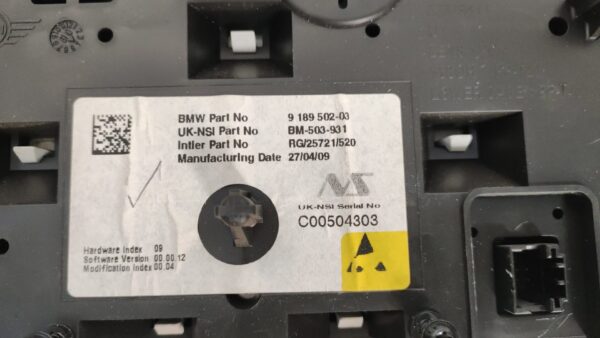 BMW Part No 9 189 502-03
UK-NSI Part No BM-503-931
Intier Part No RG/25721/520
Manufacturing Date 27/04/09
NS
UK-NSI Serial No
C00504303
Hardware Index 09
Software Version 00.00.12
Modification Index 00.04